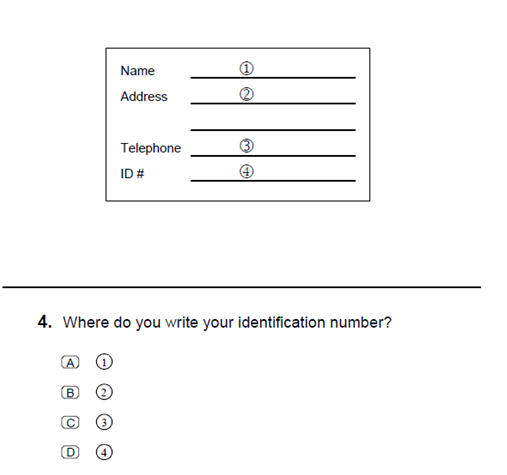 Name ①
Address ②
Telephone ③
ID # ④
4. Where do you write your identification number?
A ①
B ②
C ③
D ④